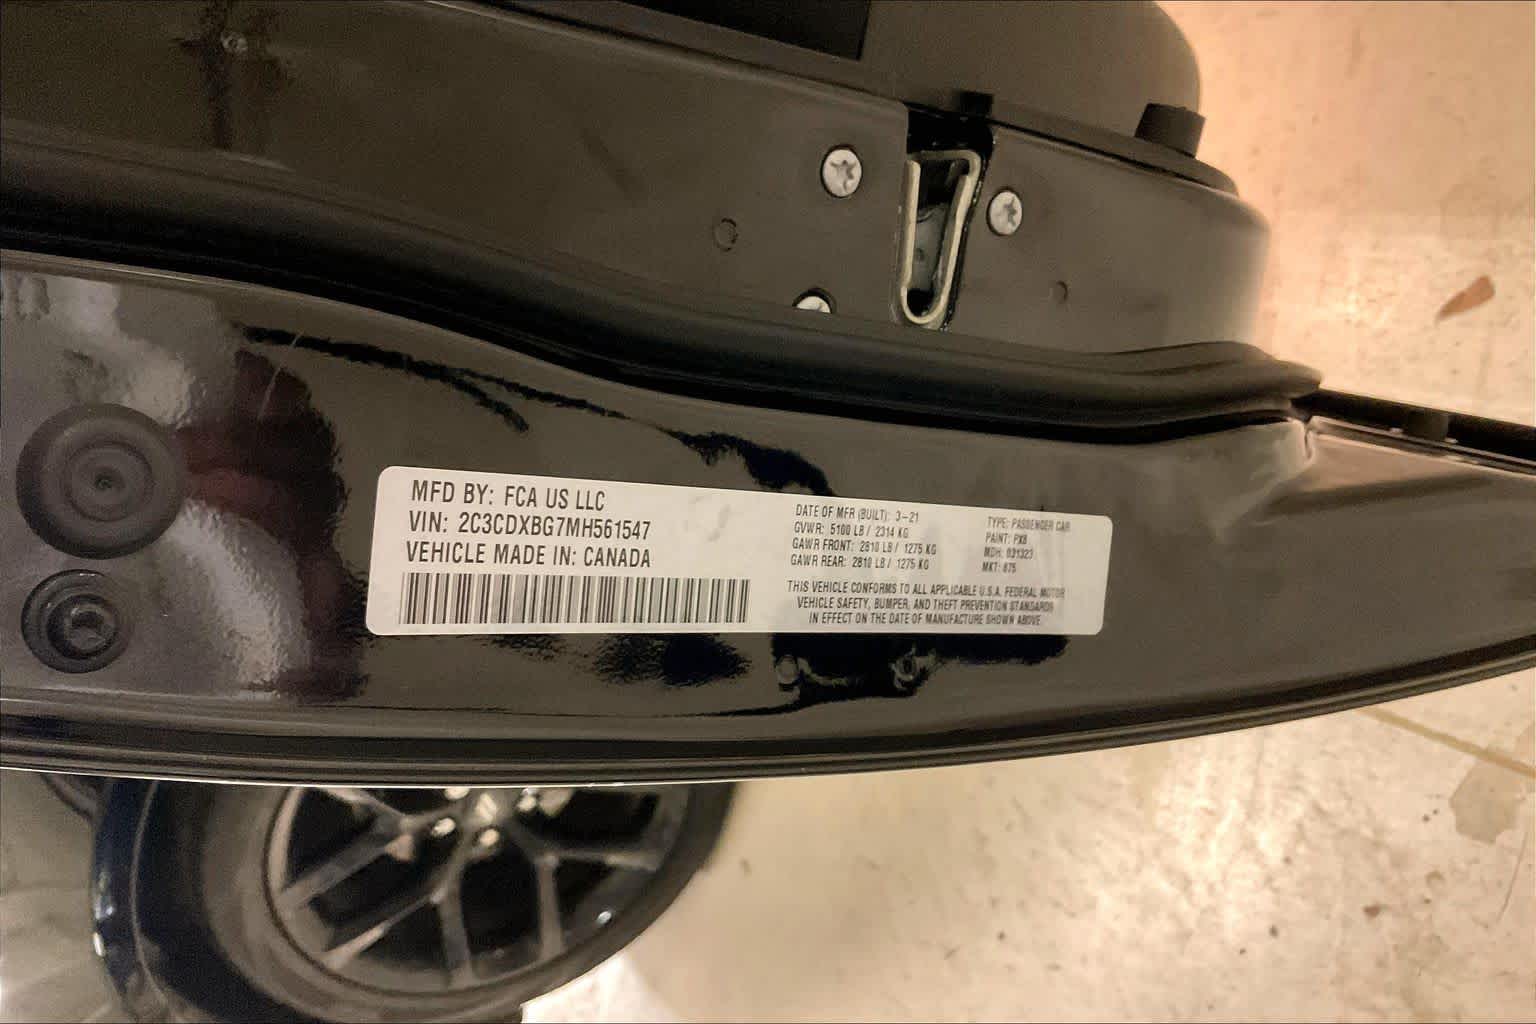 MFD BY: FCA US LLC
VIN: 2C3CDXBG7MH561547
VEHICLE MADE IN: CANADA
DATE OF MFR (BUILT): 3-21
GVWR: 5100 LB / 2314 KG
GAWR FRONT: 2810 LB / 1275 KG
GAWR REAR: 2810 LB / 1275 KG
TYPE: PASSENGER CAR
PAINT: PX8
MDH: 031323
MKT: 875
THIS VEHICLE CONFORMS TO ALL APPLICABLE U.S.A. FEDERAL MOTOR
VEHICLE SAFETY, BUMPER, AND THEFT PREVENTION STANDARDS
IN EFFECT ON THE DATE OF MANUFACTURE SHOWN ABOVE.